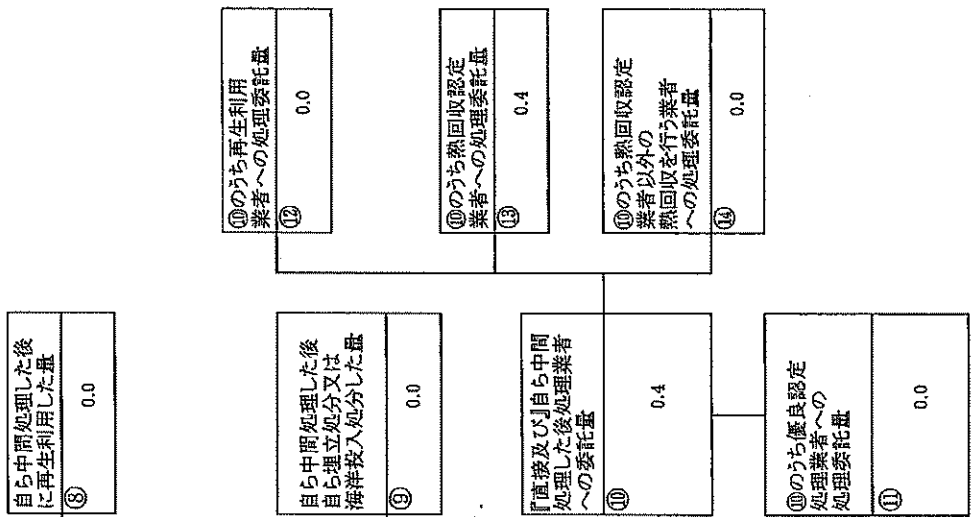 自ら中間処理した後
に再生利用した量
⑧
0.0
自ら中間処理した後
自ら埋立処分又は
海洋投入処分した量
⑨
0.0
『直接及び』自ら中間
処理した後処理業者
への委託量
⑩
0.4
⑩のうち優良認定
処理業者への
処理委託量
⑪
0.0
⑩のうち再生利用
業者への処理委託量
⑫
0.0
⑩のうち熱回収認定
業者への処理委託量
⑬
0.4
⑩のうち熱回収認定
業者以外の
熱回収を行う業者
への処理委託量
⑭
0.0